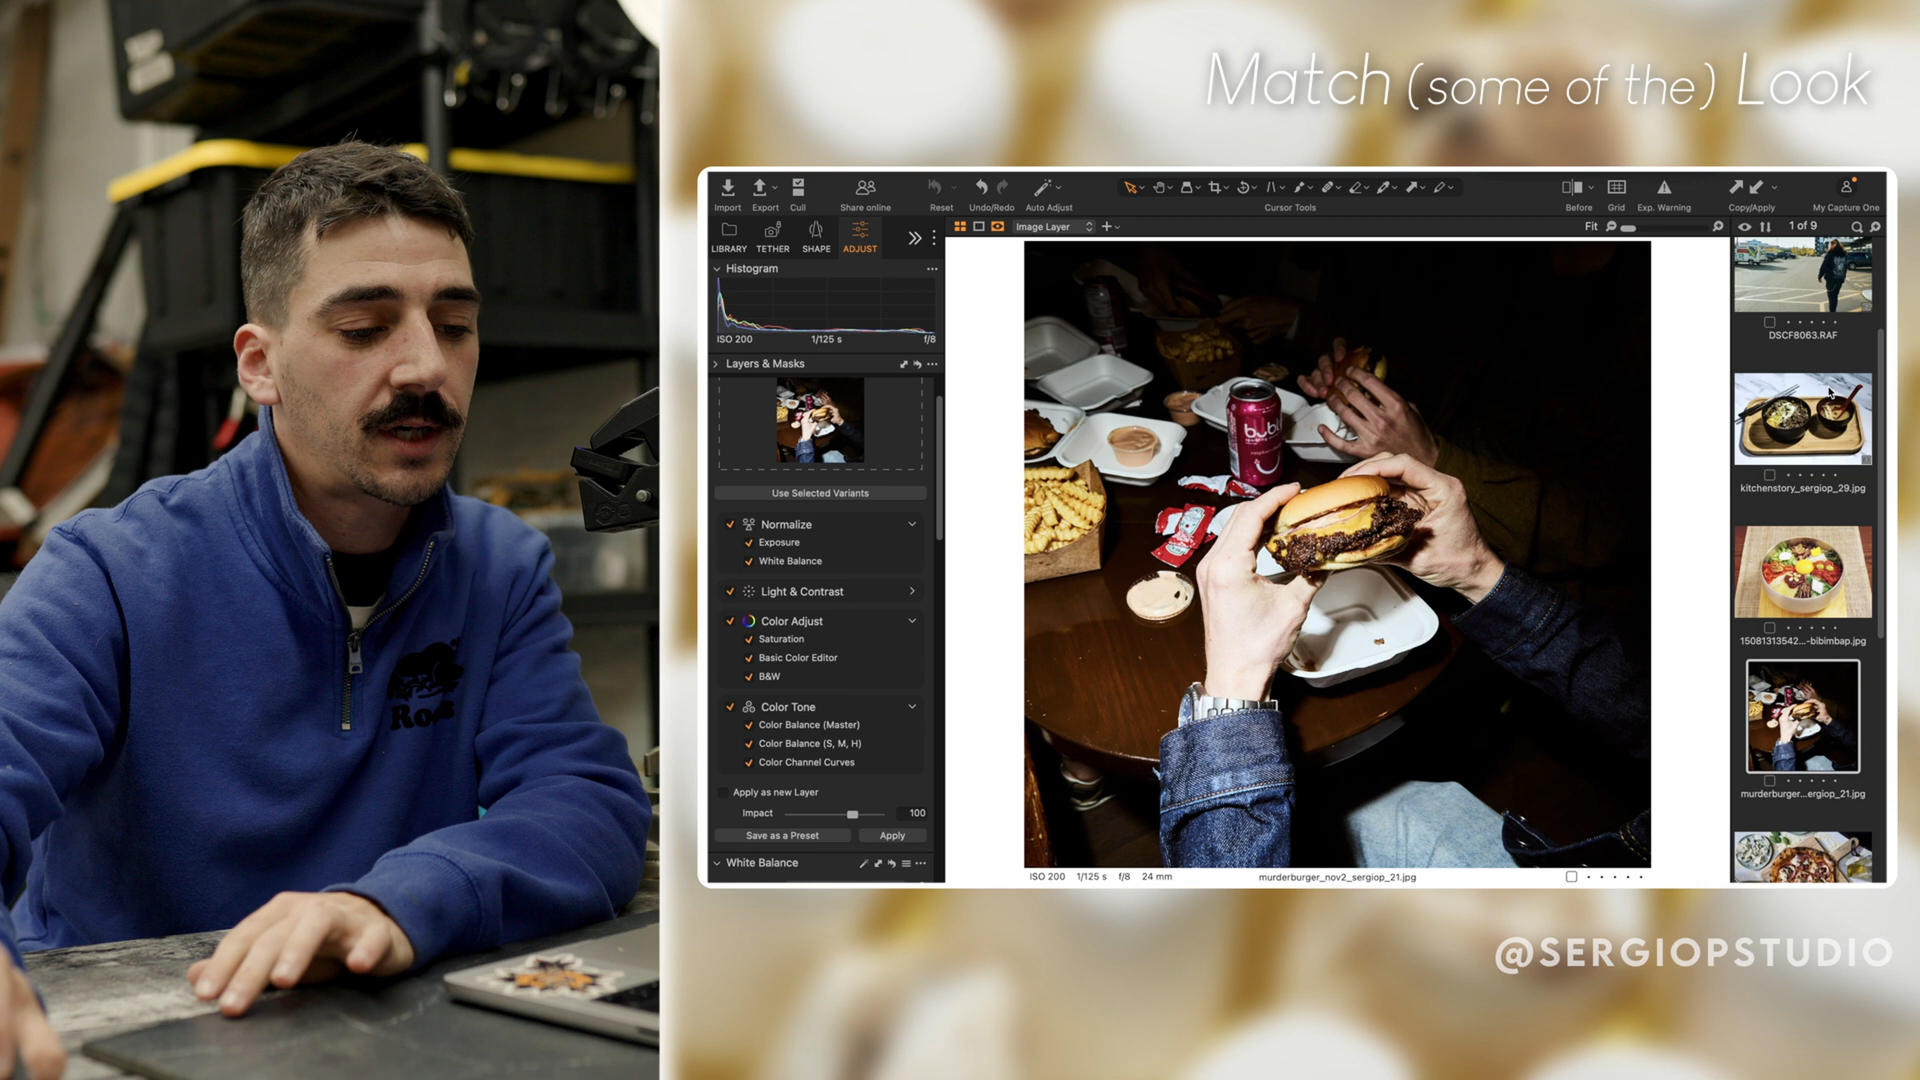 Match (some of the) Look
Import
Export
Cull
Share online
Reset
Undo/Redo
Auto Adjust
Cursor Tools
Before
Grid
Exp. Warning
Copy/Apply
My Capture One
LIBRARY
TETHER
SHAPE
ADJUST
Image Layer
Fit
1 of 9
Histogram
ISO 200 1/125 s f/8
Layers & Masks
Use Selected Variants
Normalize
Exposure
White Balance
Light & Contrast
Color Adjust
Saturation
Basic Color Editor
B&W
Color Tone
Color Balance (Master)
Color Balance (S, M, H)
Color Channel Curves
Apply as new Layer
Impact 100
Save as a Preset Apply
White Balance
bubl
ISO 200 1/125 s f/8 24 mm
murderburger_nov2_sergiop_21.jpg
DSCF8063.RAF
kitchenstory_sergiop_29.jpg
15081313542...-bibimbap.jpg
murderburger...ergiop_21.jpg
@SERGIOPSTUDIO